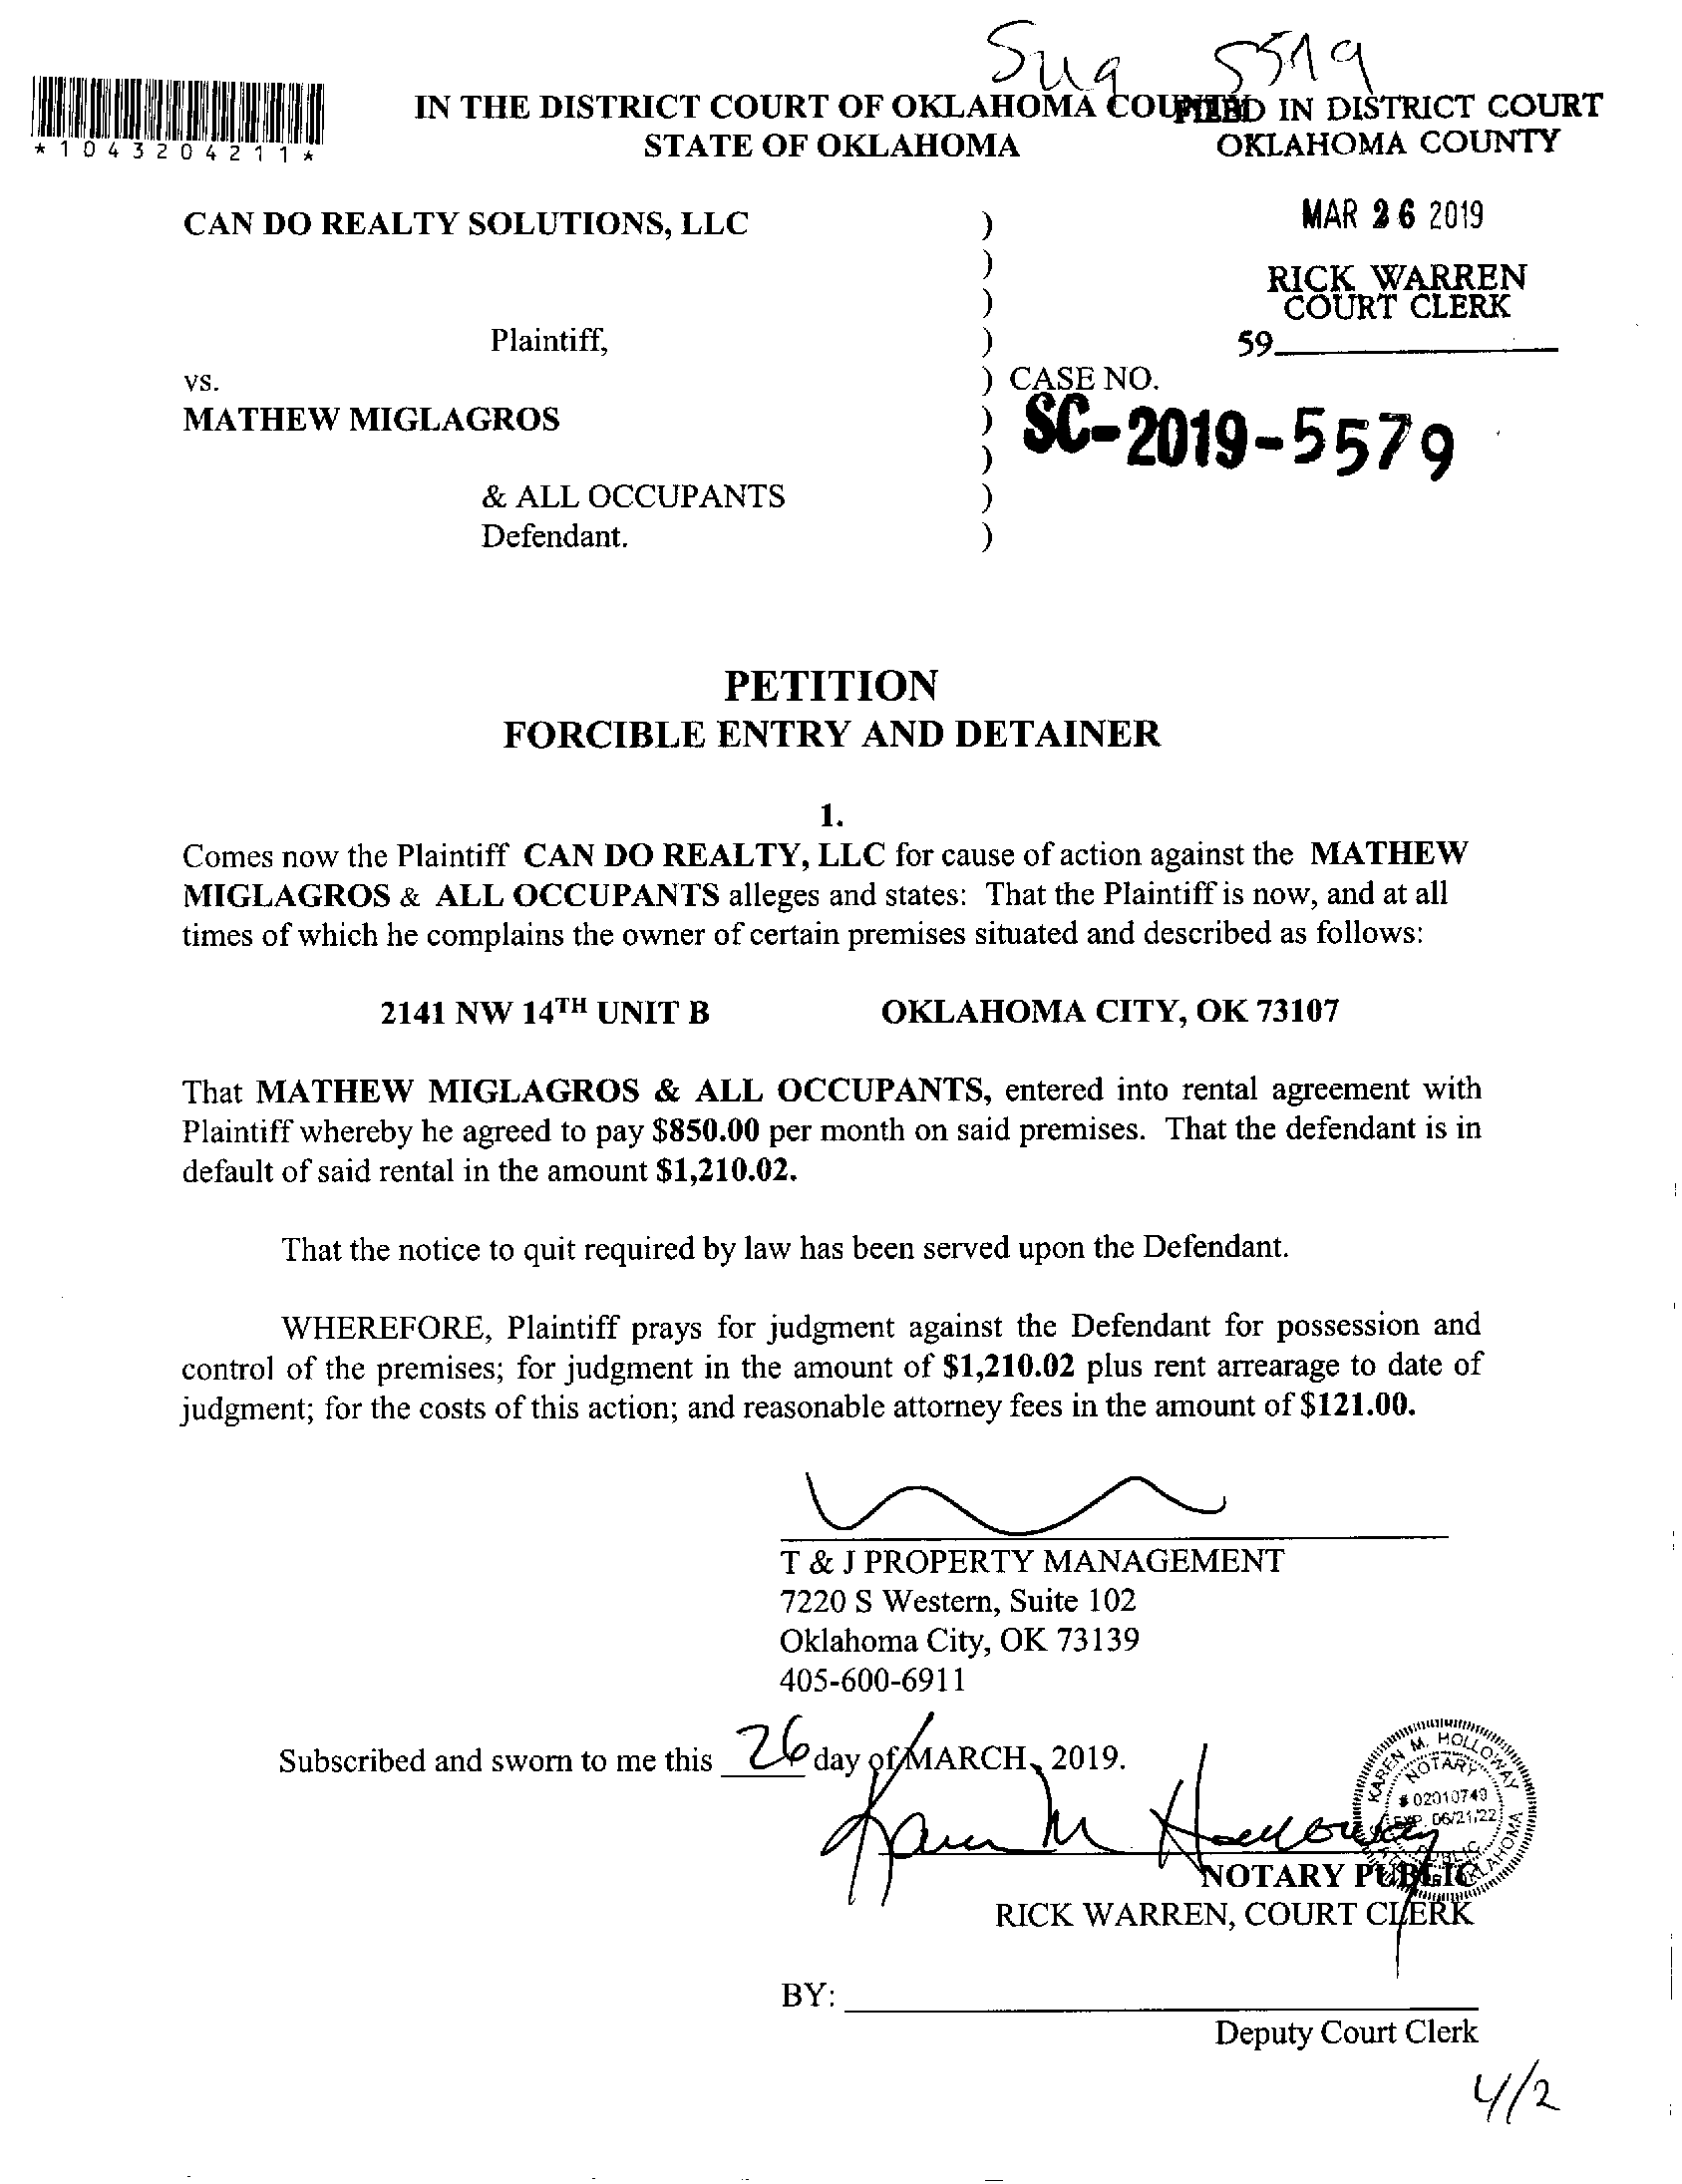 5579
IN THE DISTRICT COURT OF OKLAHOMA COUNTY
STATE OF OKLAHOMA
FILED IN DISTRICT COURT
OKLAHOMA COUNTY
*1043204211*
MAR 26 2019
RICK WARREN
COURT CLERK
59
CAN DO REALTY SOLUTIONS, LLC )
)
)
Plaintiff, )
vs. ) CASE NO.
MATHEW MIGLAGROS ) SC-2019-5579
)
& ALL OCCUPANTS )
Defendant. )
PETITION
FORCIBLE ENTRY AND DETAINER
1.
Comes now the Plaintiff CAN DO REALTY, LLC for cause of action against the MATHEW
MIGLAGROS & ALL OCCUPANTS alleges and states: That the Plaintiff is now, and at all
times of which he complains the owner of certain premises situated and described as follows:
2141 NW 14TH UNIT B OKLAHOMA CITY, OK 73107
That MATHEW MIGLAGROS & ALL OCCUPANTS, entered into rental agreement with
Plaintiff whereby he agreed to pay $850.00 per month on said premises. That the defendant is in
default of said rental in the amount $1,210.02.
That the notice to quit required by law has been served upon the Defendant.
WHEREFORE, Plaintiff prays for judgment against the Defendant for possession and
control of the premises; for judgment in the amount of $1,210.02 plus rent arrearage to date of
judgment; for the costs of this action; and reasonable attorney fees in the amount of $121.00.
T & J PROPERTY MANAGEMENT
7220 S Western, Suite 102
Oklahoma City, OK 73139
405-600-6911
Subscribed and sworn to me this 26 day of MARCH, 2019.
Karen M Holloway
KAREN M. HOLLOWAY
NOTARY
# 02010749
EXP. 06/21/22
PUBLIC
OKLAHOMA
NOTARY PUBLIC
RICK WARREN, COURT CLERK
BY:
Deputy Court Clerk
4/2